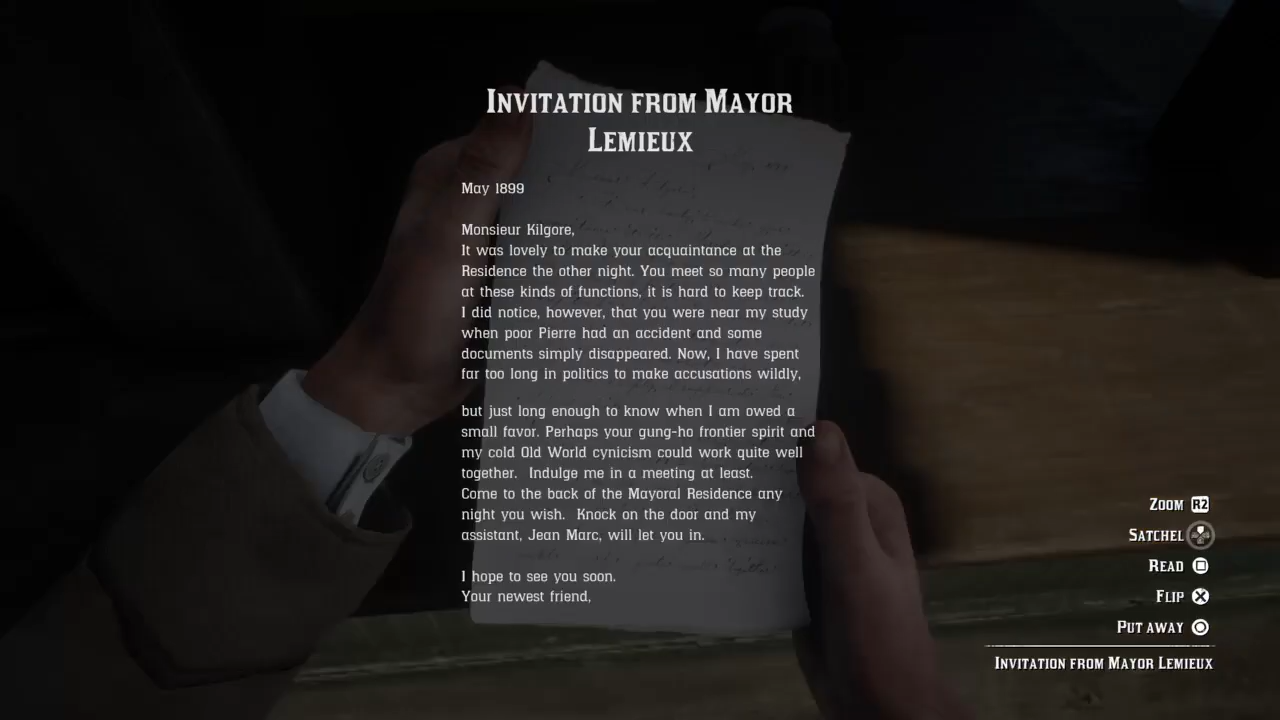 Invitation from Mayor
Lemieux
May 1899
Monsieur Kilgore,
It was lovely to make your acquaintance at the
Residence the other night. You meet so many people
at these kinds of functions, it is hard to keep track.
I did notice, however, that you were near my study
when poor Pierre had an accident and some
documents simply disappeared. Now, I have spent
far too long in politics to make accusations wildly,
but just long enough to know when I am owed a
small favor. Perhaps your gung-ho frontier spirit and
my cold Old World cynicism could work quite well
together.  Indulge me in a meeting at least.
Come to the back of the Mayoral Residence any
night you wish.  Knock on the door and my
assistant, Jean Marc, will let you in.
I hope to see you soon.
Your newest friend,
Zoom R2
Satchel
Read
Flip
Put away
Invitation from Mayor Lemieux